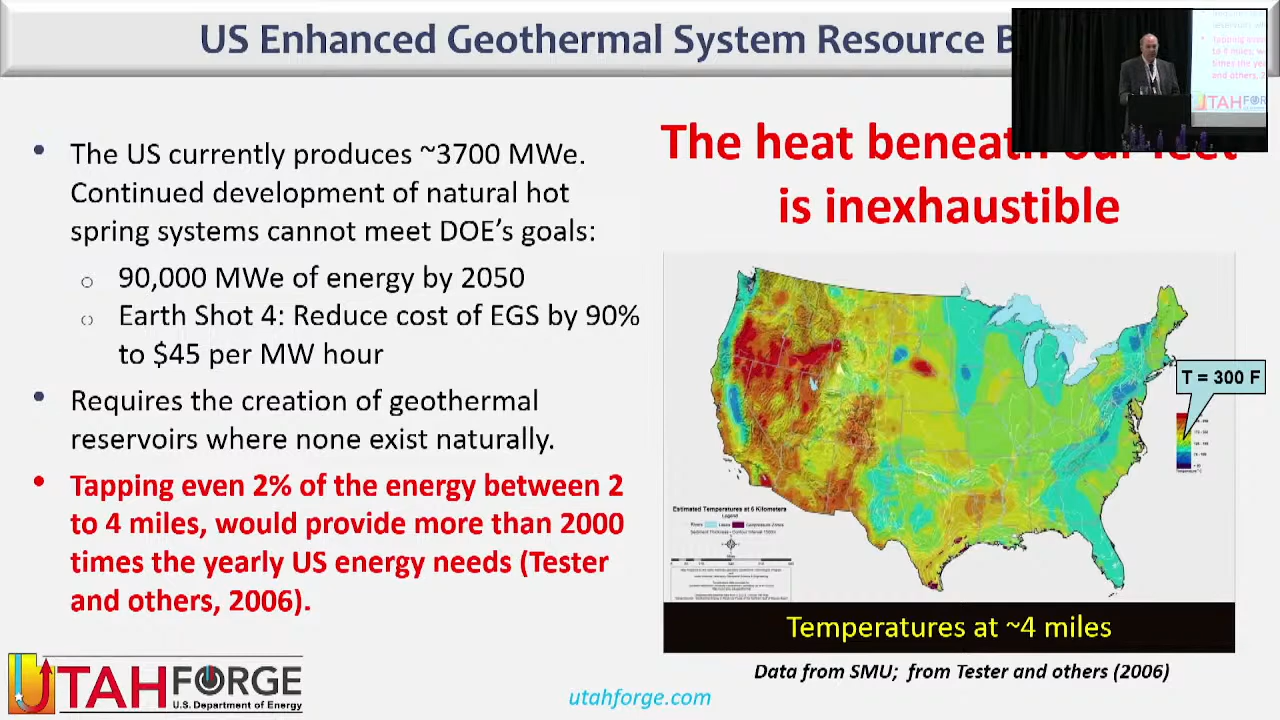 US Enhanced Geothermal System Resource
The heat beneath our feet
is inexhaustible
• The US currently produces ~3700 MWe.
Continued development of natural hot
spring systems cannot meet DOE's goals:
o 90,000 MWe of energy by 2050
o Earth Shot 4: Reduce cost of EGS by 90%
to $45 per MW hour
• Requires the creation of geothermal
reservoirs where none exist naturally.
• Tapping even 2% of the energy between 2
to 4 miles, would provide more than 2000
times the yearly US energy needs (Tester
and others, 2006).
T = 300 F
Estimated Temperatures at 6 Kilometers
Legend
Temperatures at ~4 miles
Data from SMU; from Tester and others (2006)
UTAH FORGE
U.S. Department of Energy
utahforge.com